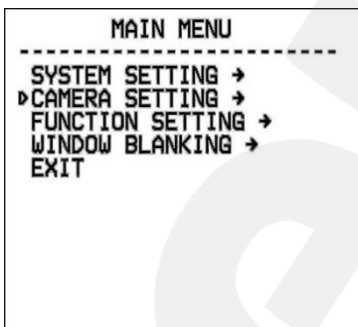 MAIN MENU
SYSTEM SETTING →
▷CAMERA SETTING →
FUNCTION SETTING →
WINDOW BLANKING →
EXIT